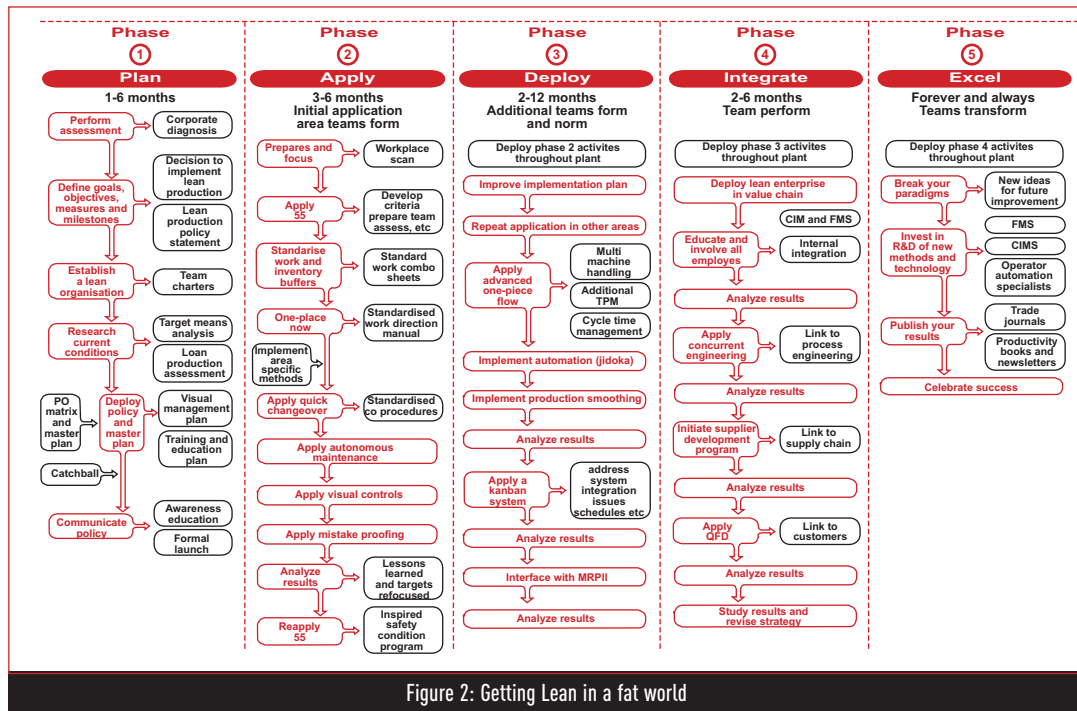 Phase
1
Plan
1-6 months
Perform
assessment
Corporate
diagnosis
Define goals,
objectives,
measures and
milestones
Decision to
implement
lean
production
Lean
production
policy
statement
Establish
a lean
organisation
Team
charters
Research
current
conditions
Target means
analysis
Loan
production
assessment
PO
matrix
and
master
plan
Deploy
policy
and
master
plan
Visual
management
plan
Training and
education
plan
Catchball
Communicate
policy
Awareness
education
Formal
launch
Phase
2
Apply
3-6 months
Initial application
area teams form
Prepares and
focus
Workplace
scan
Apply
55
Develop
criteria
prepare team
assess, etc
Standarise
work and
inventory
buffers
Standard
work combo
sheets
One-place
now
Standardised
work direction
manual
Implement
area
specific
methods
Apply quick
changeover
Standardised
co procedures
Apply autonomous
maintenance
Apply visual controls
Apply mistake proofing
Analyze
results
Lessons
learned
and targets
refocused
Reapply
55
Inspired
safety
condition
program
Phase
3
Deploy
2-12 months
Additional teams form
and norm
Deploy phase 2 activites
throughout plant
Improve implementation plan
Repeat application in other areas
Apply
advanced
one-piece
flow
Multi
machine
handling
Additional
TPM
Cycle time
management
Implement automation (jidoka)
Implement production smoothing
Analyze results
Apply a
kanban
system
address
system
integration
issues
schedules etc
Analyze results
Interface with MRPII
Analyze results
Phase
4
Integrate
2-6 months
Team perform
Deploy phase 3 activites
throughout plant
Deploy lean enterprise
in value chain
CIM and FMS
Educate and
involve all
employes
Internal
integration
Analyze results
Apply
concurrent
engineering
Link to
process
engineering
Analyze results
Initiate supplier
development
program
Link to
supply chain
Analyze results
Apply
QFD
Link to
customers
Analyze results
Study results and
revise strategy
Phase
5
Excel
Forever and always
Teams transform
Deploy phase 4 activites
throughout plant
Break your
paradigms
New ideas
for future
improvement
FMS
Invest
in R&D of new
methods and
technology
CIMS
Operator
automation
specialists
Publish your
results
Trade
journals
Productivity
books and
newsletters
Celebrate success
Figure 2: Getting Lean in a fat world